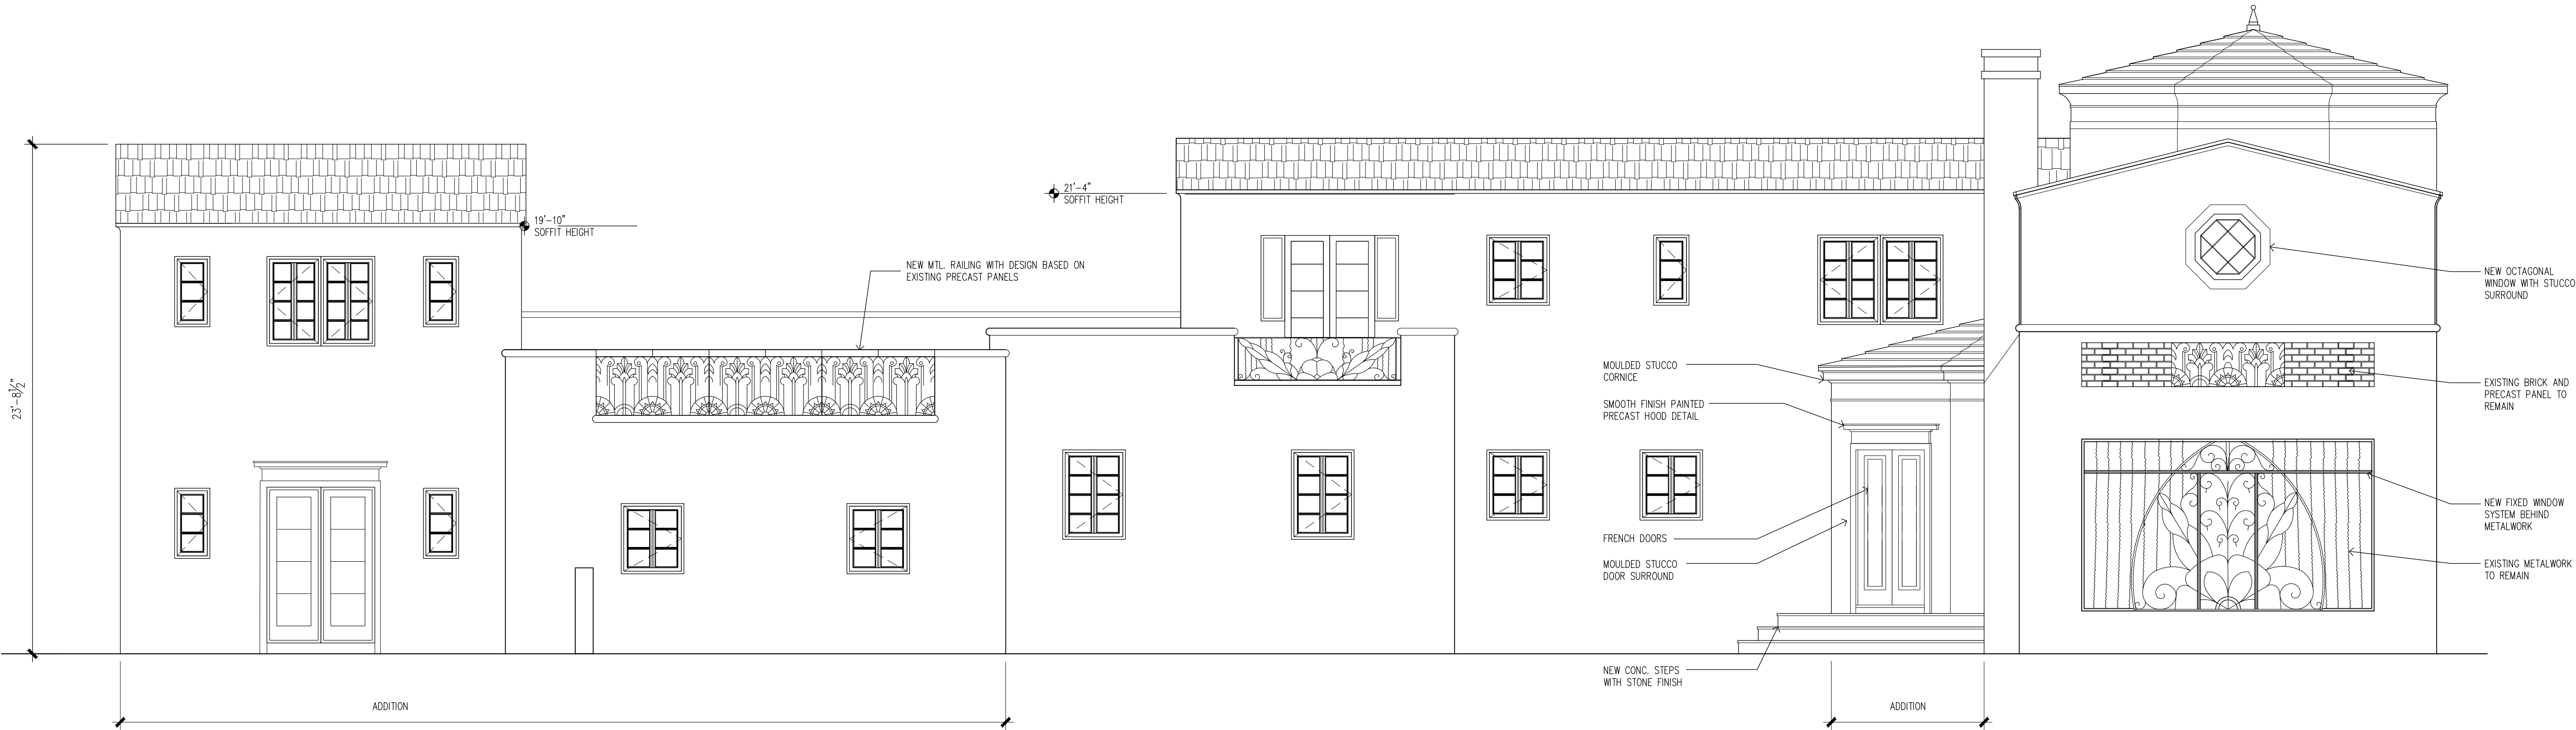 23'-8½"
19'-10"
SOFFIT HEIGHT
NEW MTL. RAILING WITH DESIGN BASED ON
EXISTING PRECAST PANELS
21'-4"
SOFFIT HEIGHT
MOULDED STUCCO
CORNICE
SMOOTH FINISH PAINTED
PRECAST HOOD DETAIL
FRENCH DOORS
MOULDED STUCCO
DOOR SURROUND
NEW CONC. STEPS
WITH STONE FINISH
NEW OCTAGONAL
WINDOW WITH STUCCO
SURROUND
EXISTING BRICK AND
PRECAST PANEL TO
REMAIN
NEW FIXED WINDOW
SYSTEM BEHIND
METALWORK
EXISTING METALWORK
TO REMAIN
ADDITION
ADDITION